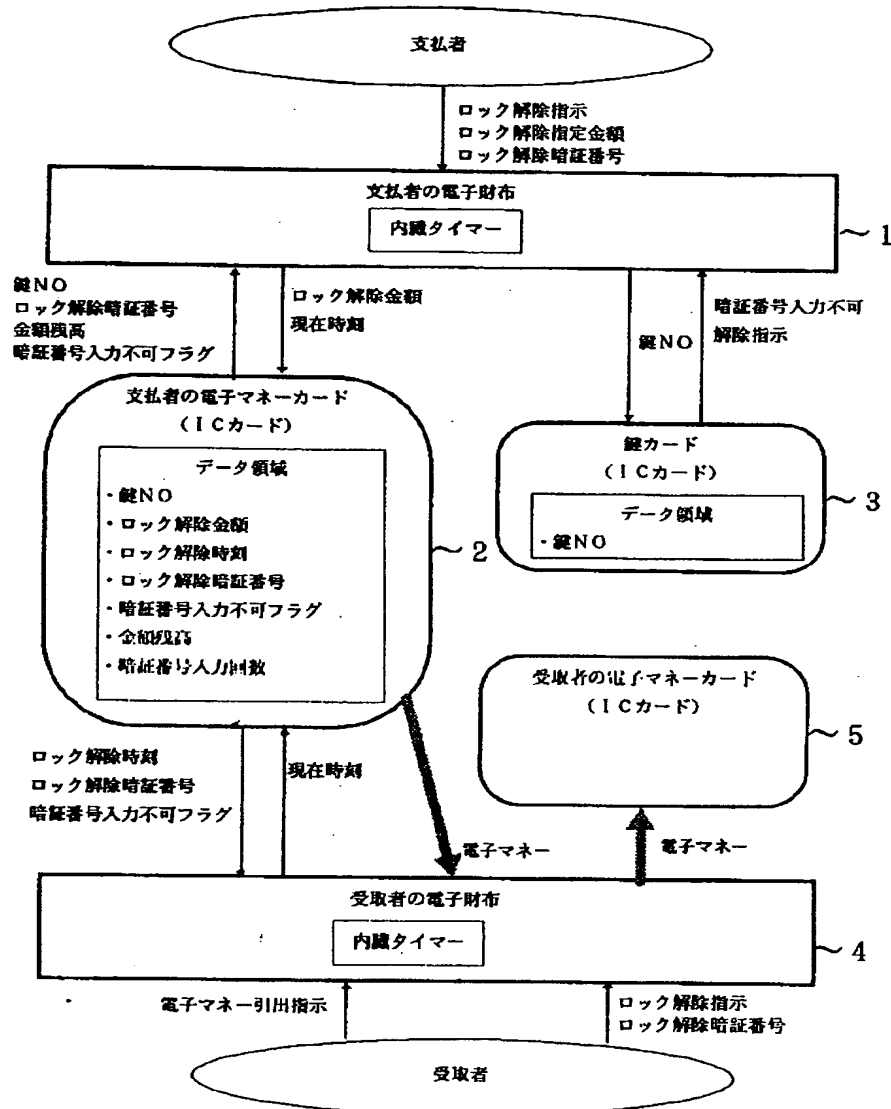 支払者
ロック解除指示
ロック解除指定金額
ロック解除暗証番号
支払者の電子財布
内臓タイマー
1
鍵NO
ロック解除暗証番号
金額残高
暗証番号入力不可フラグ
ロック解除金額
現在時刻
鍵NO
暗証番号入力不可
解除指示
支払者の電子マネーカード
(ICカード)
データ領域
・鍵NO
・ロック解除金額
・ロック解除時刻
・ロック解除暗証番号
・暗証番号入力不可フラグ
・金額残高
・暗証番号入力回数
2
鍵カード
(ICカード)
データ領域
・鍵NO
3
受取者の電子マネーカード
(ICカード)
5
ロック解除時刻
ロック解除暗証番号
暗証番号入力不可フラグ
現在時刻
電子マネー
電子マネー
受取者の電子財布
内臓タイマー
4
電子マネー引出指示
ロック解除指示
ロック解除暗証番号
受取者